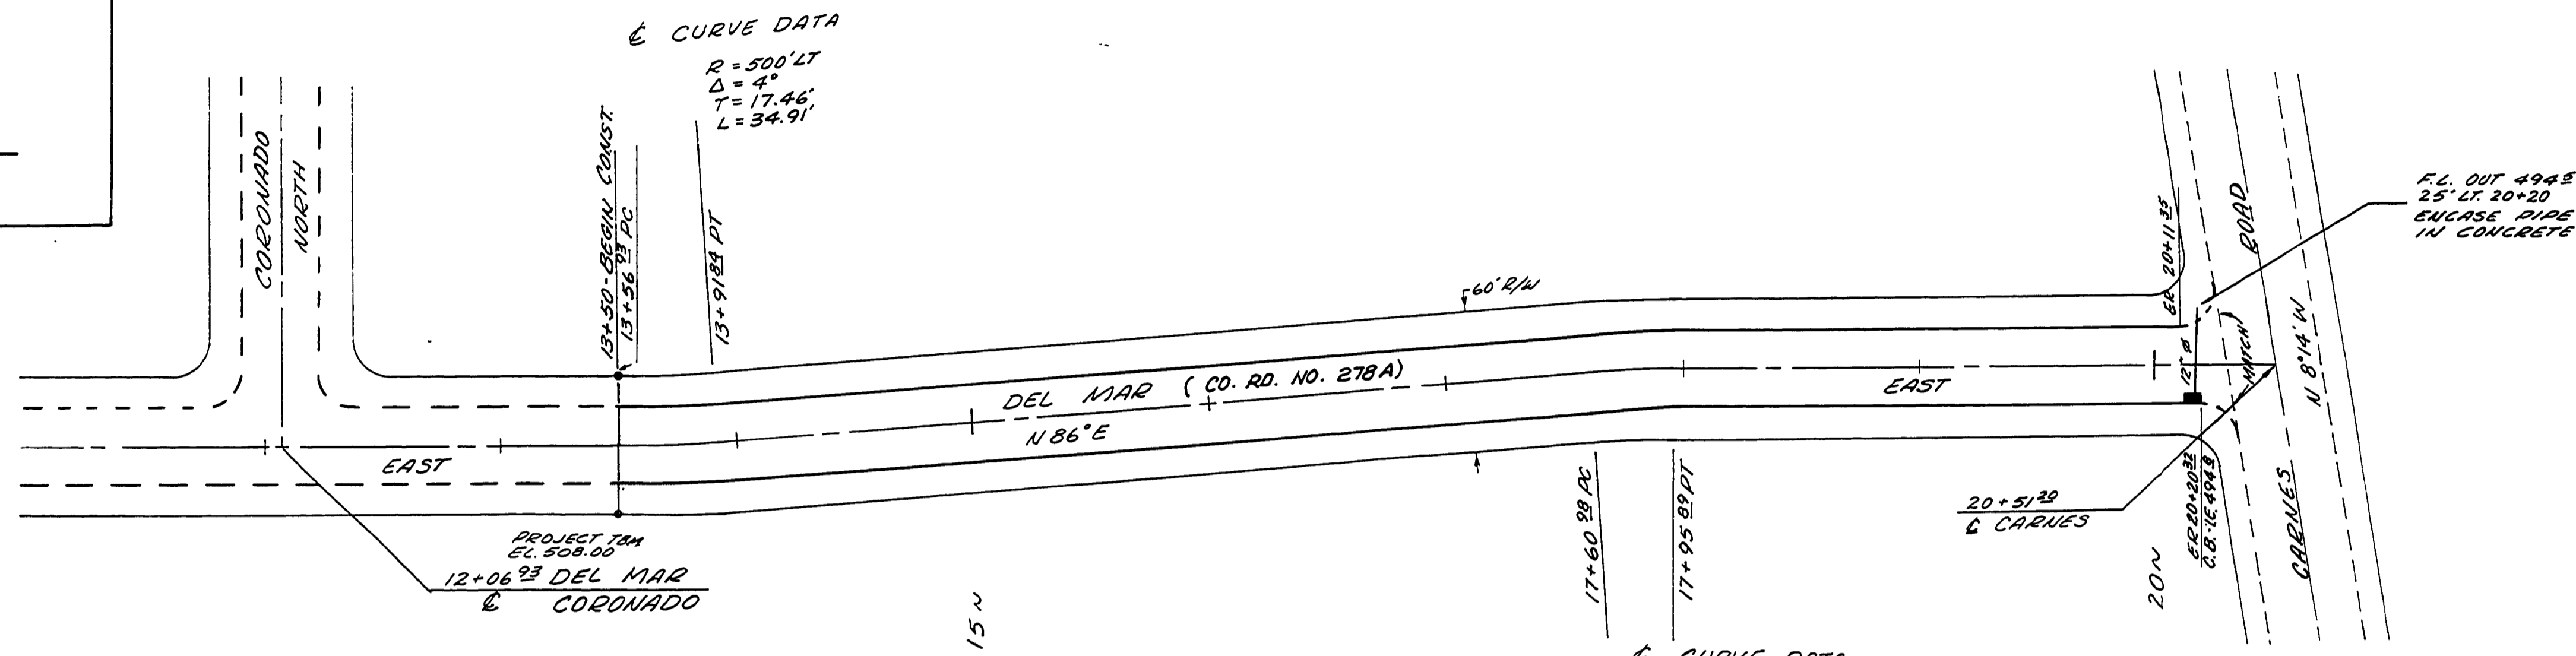 ℄ CURVE DATA
R = 500' LT
Δ = 4°
T = 17.46'
L = 34.91'
CORONADO
NORTH
13+50-BEGIN CONST.
13+56 93 PC
13+91 84 PT
60' R/W
ER 20+11 35
ROAD
F.L. OUT 494 5
25' LT. 20+20
ENCASE PIPE
IN CONCRETE
12" Ø
MATCH
N 8°14' W
DEL MAR (CO. RD. NO. 278A)
N 86° E
EAST
EAST
PROJECT TBM
EL. 508.00
12+06 93 DEL MAR
℄ CORONADO
15 N
17+60 98 PC
17+95 89 PT
20+51 20
℄ CARNES
20 N
ER 20+20 32
C.B. IE. 494 8
CARNES
℄ CURVE DATA